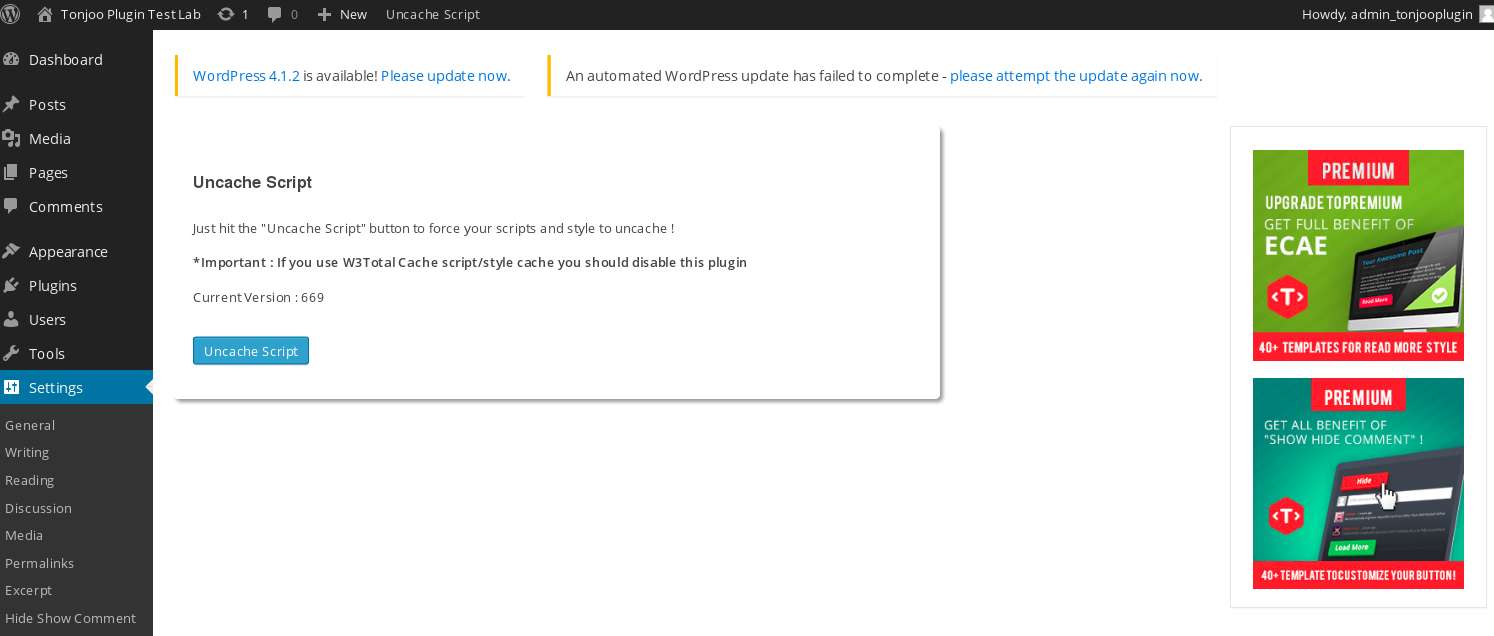 Tonjoo Plugin Test Lab 1 0 New Uncache Script Howdy, admin_tonjooplugin
Dashboard
Posts
Media
Pages
Comments
Appearance
Plugins
Users
Tools
Settings
General
Writing
Reading
Discussion
Media
Permalinks
Excerpt
Hide Show Comment
WordPress 4.1.2 is available! Please update now.
An automated WordPress update has failed to complete - please attempt the update again now.
Uncache Script
Just hit the "Uncache Script" button to force your scripts and style to uncache !
*Important : If you use W3Total Cache script/style cache you should disable this plugin
Current Version : 669
Uncache Script
PREMIUM
UPGRADE TO PREMIUM
GET FULL BENEFIT OF
ECAE
Your Awesome Post
Read More
<T>
40+ TEMPLATES FOR READ MORE STYLE
PREMIUM
GET ALL BENEFIT OF
"SHOW HIDE COMMENT" !
Hide
<T>
Load More
40+ TEMPLATE TO CUSTOMIZE YOUR BUTTON!